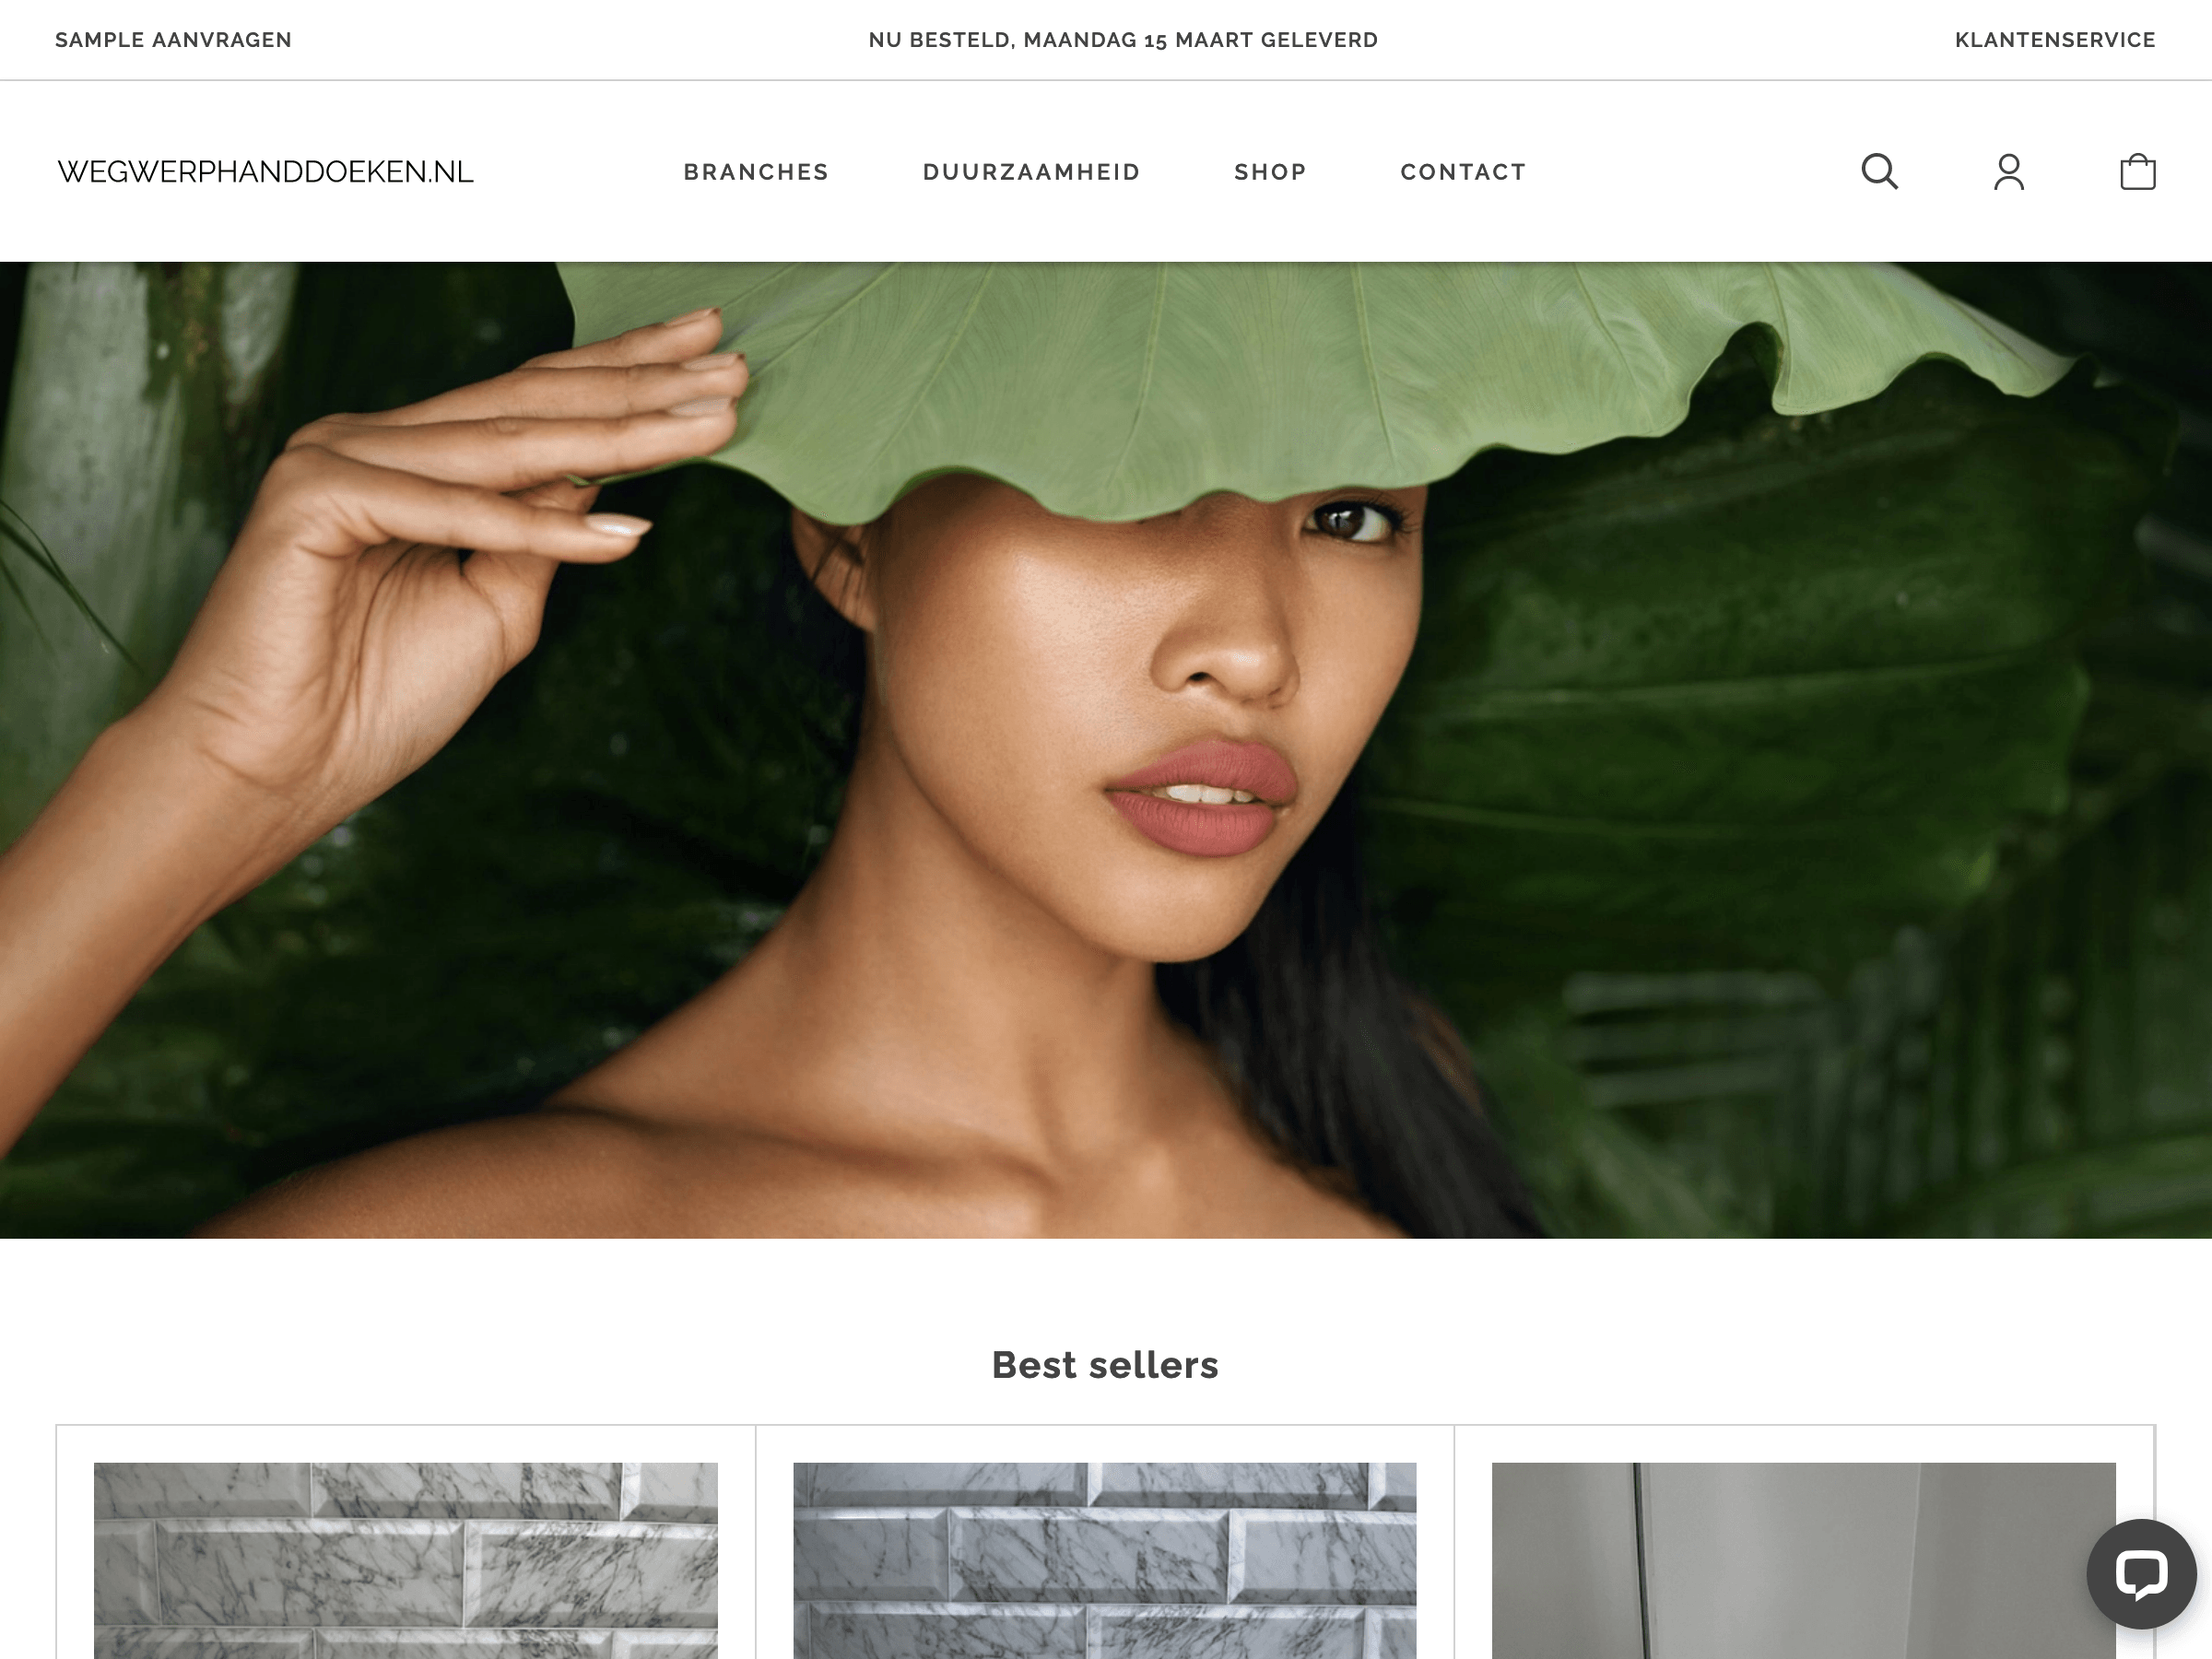 SAMPLE AANVRAGEN
NU BESTELD, MAANDAG 15 MAART GELEVERD
KLANTENSERVICE
WEGWERPHANDDOEKEN.NL
BRANCHES
DUURZAAMHEID
SHOP
CONTACT
Best sellers